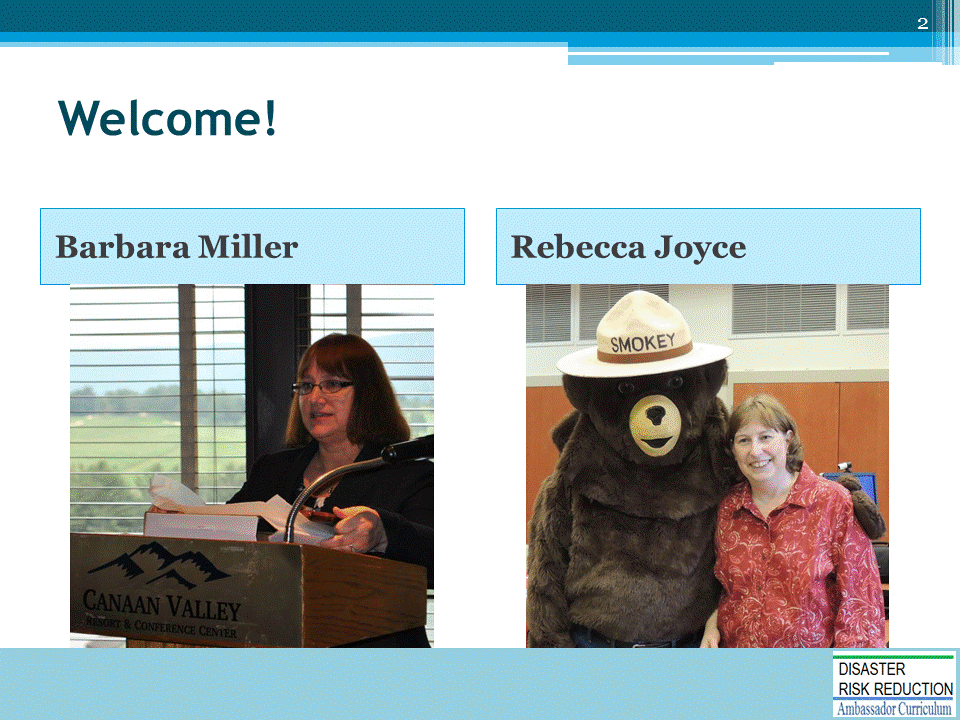 2
Welcome!
Barbara Miller
Rebecca Joyce
SMOKEY
CANAAN VALLEY
RESORT & CONFERENCE CENTER
DISASTER
RISK REDUCTION
Ambassador Curriculum